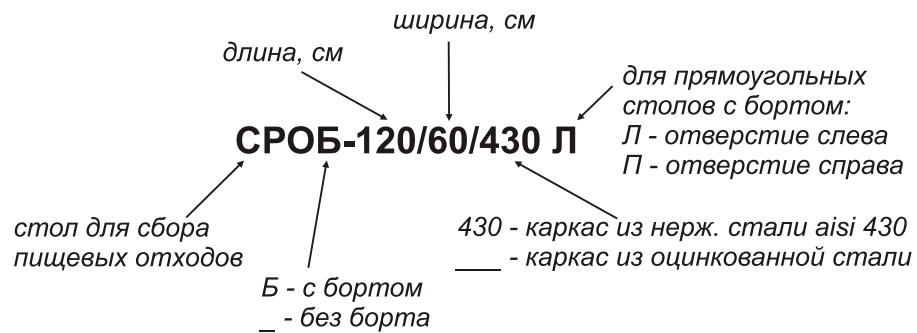 ширина, см
длина, см
для прямоугольных
столов с бортом:
Л - отверстие слева
П - отверстие справа
СРОБ-120/60/430 Л
стол для сбора
пищевых отходов
Б - с бортом
_ - без борта
430 - каркас из нерж. стали aisi 430
___ - каркас из оцинкованной стали